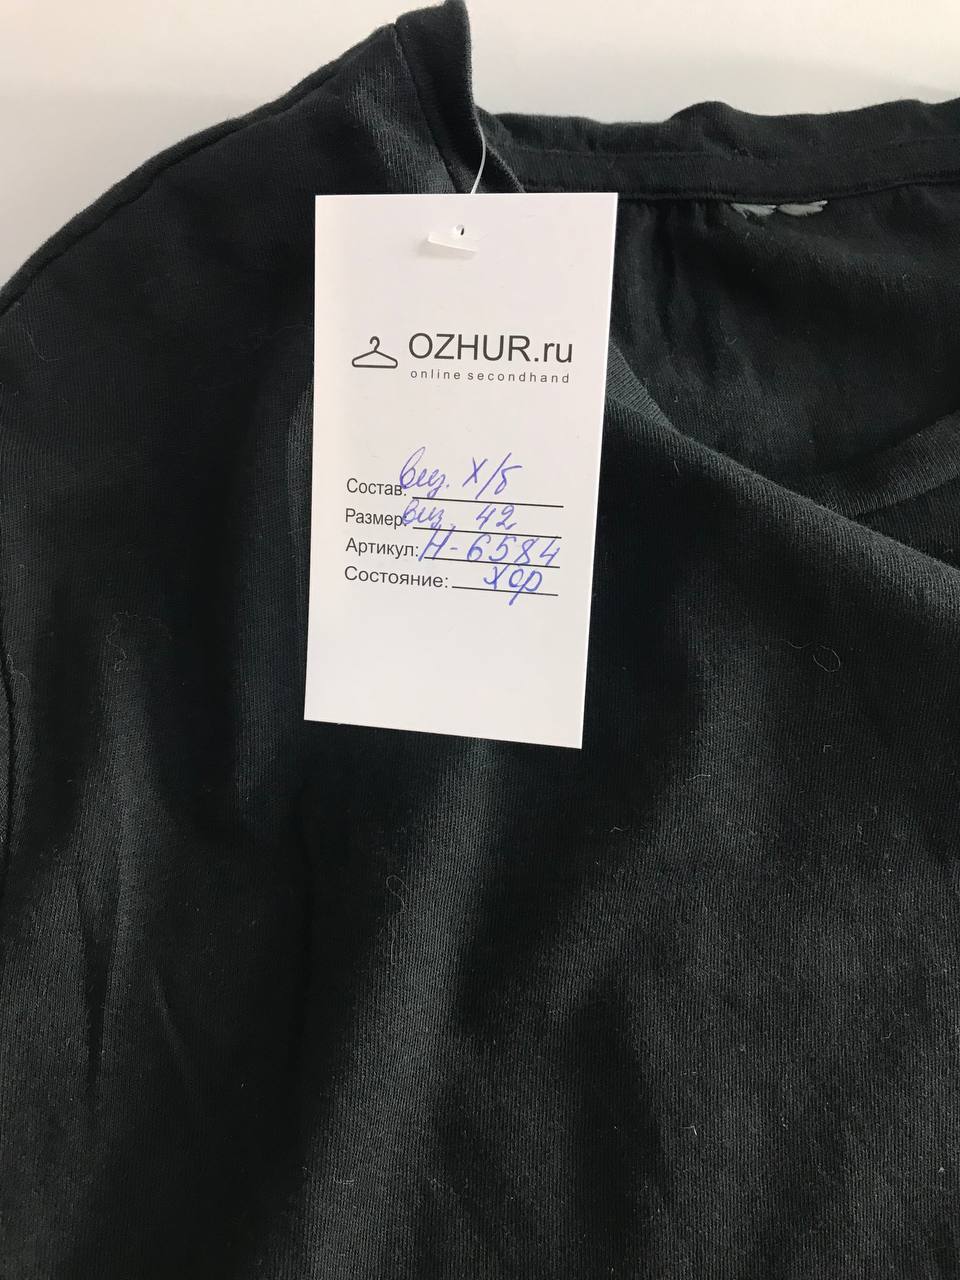 OZHUR.ru
online secondhand
Состав: виз. х/б
Размер: виз. 42
Артикул: Н-6584
Состояние: хор